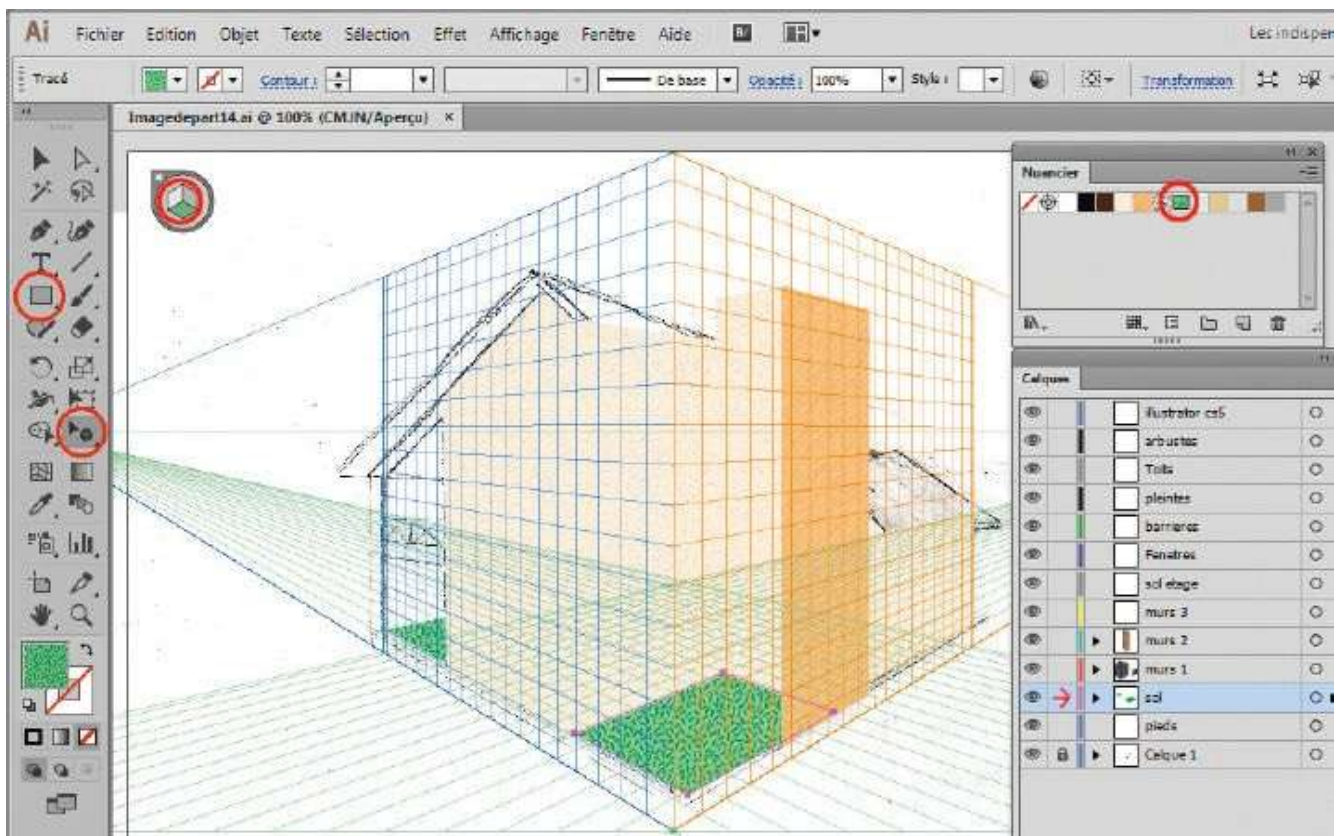 Ai Fichier Edition Objet Texte Sélection Effet Affichage Fenêtre Aide Br Les indispen
Tracé Contour : De base Opacité : 100% Style : Transformation
Imagedepart14.ai @ 100% (CMJN/Aperçu) ×
Nuancier
Calques
illustrator cs5
arbustes
Toits
pleintes
barrieres
Fenetres
sol etage
murs 3
murs 2
murs 1
sol
pieds
Calque 1